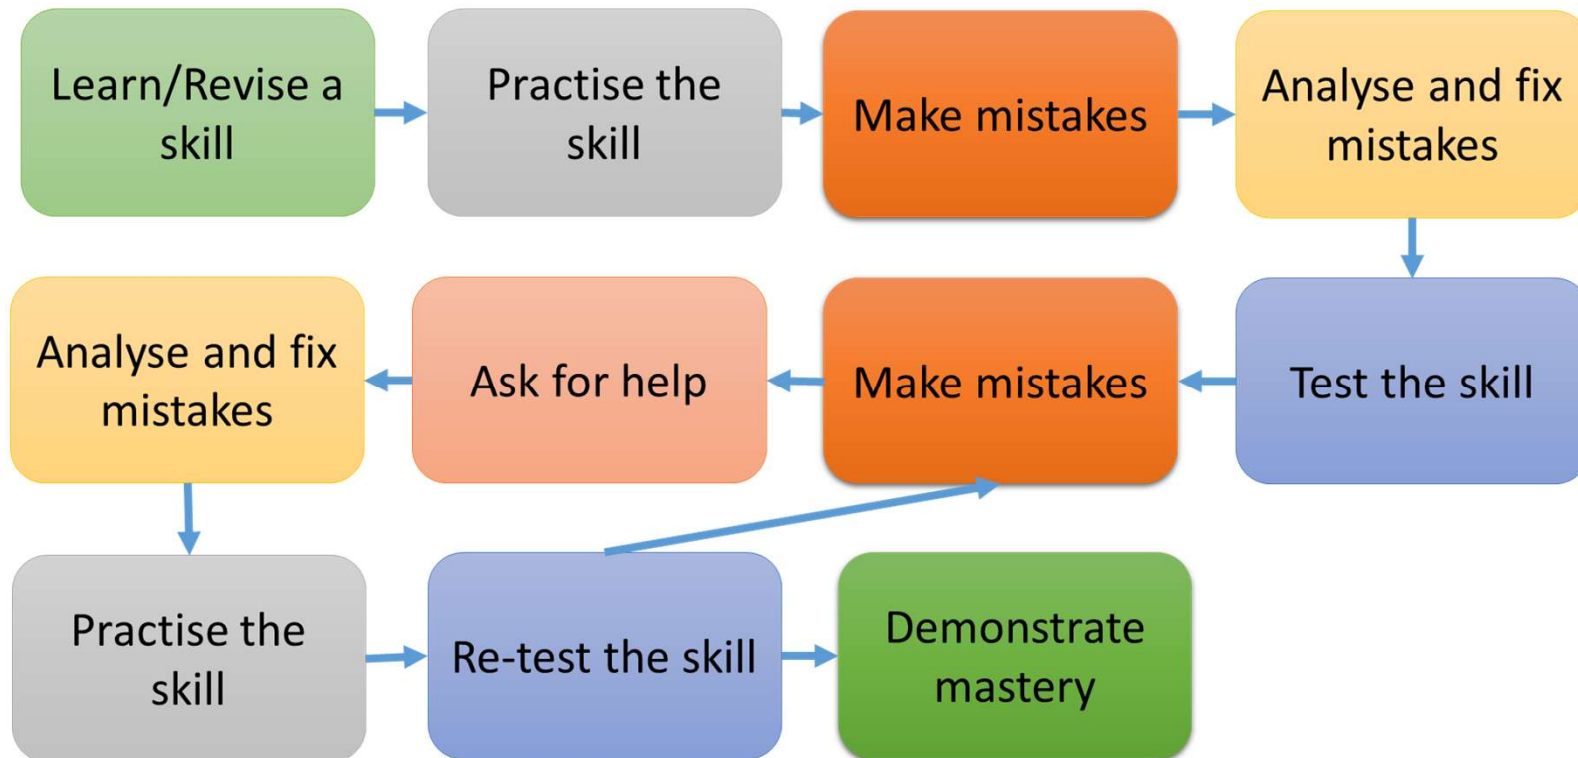 Learn/Revise a
skill
Practise the
skill
Make mistakes
Analyse and fix
mistakes
Analyse and fix
mistakes
Ask for help
Make mistakes
Test the skill
Practise the
skill
Re-test the skill
Demonstrate
mastery